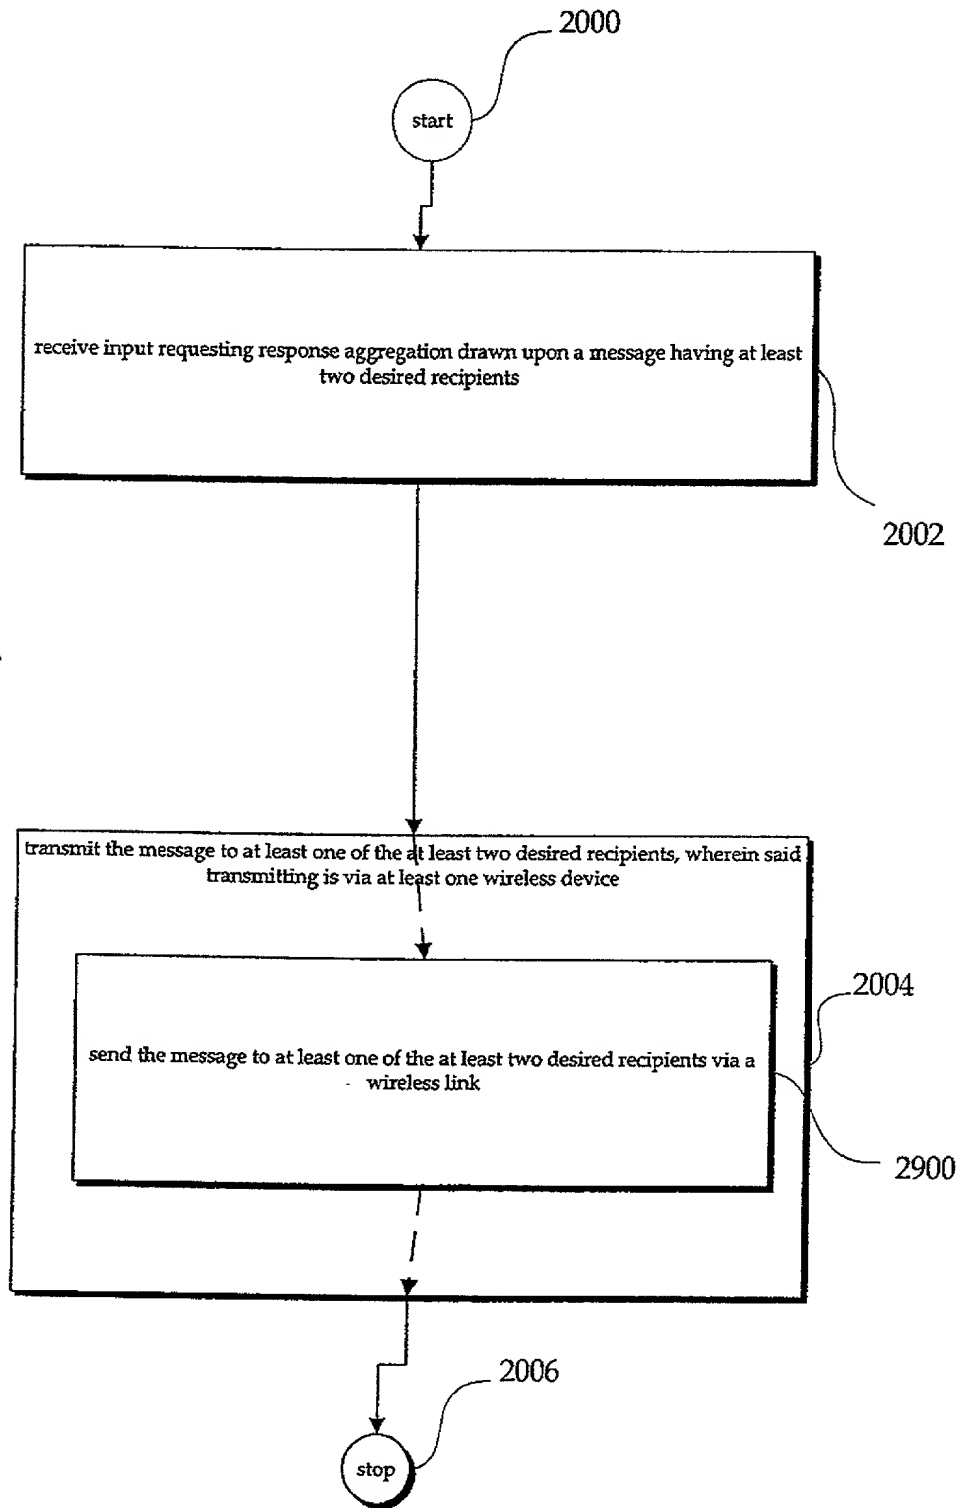 2000
start
receive input requesting response aggregation drawn upon a message having at least
two desired recipients
2002
transmit the message to at least one of the at least two desired recipients, wherein said
transmitting is via at least one wireless device
2004
send the message to at least one of the at least two desired recipients via a
wireless link
2900
2006
stop